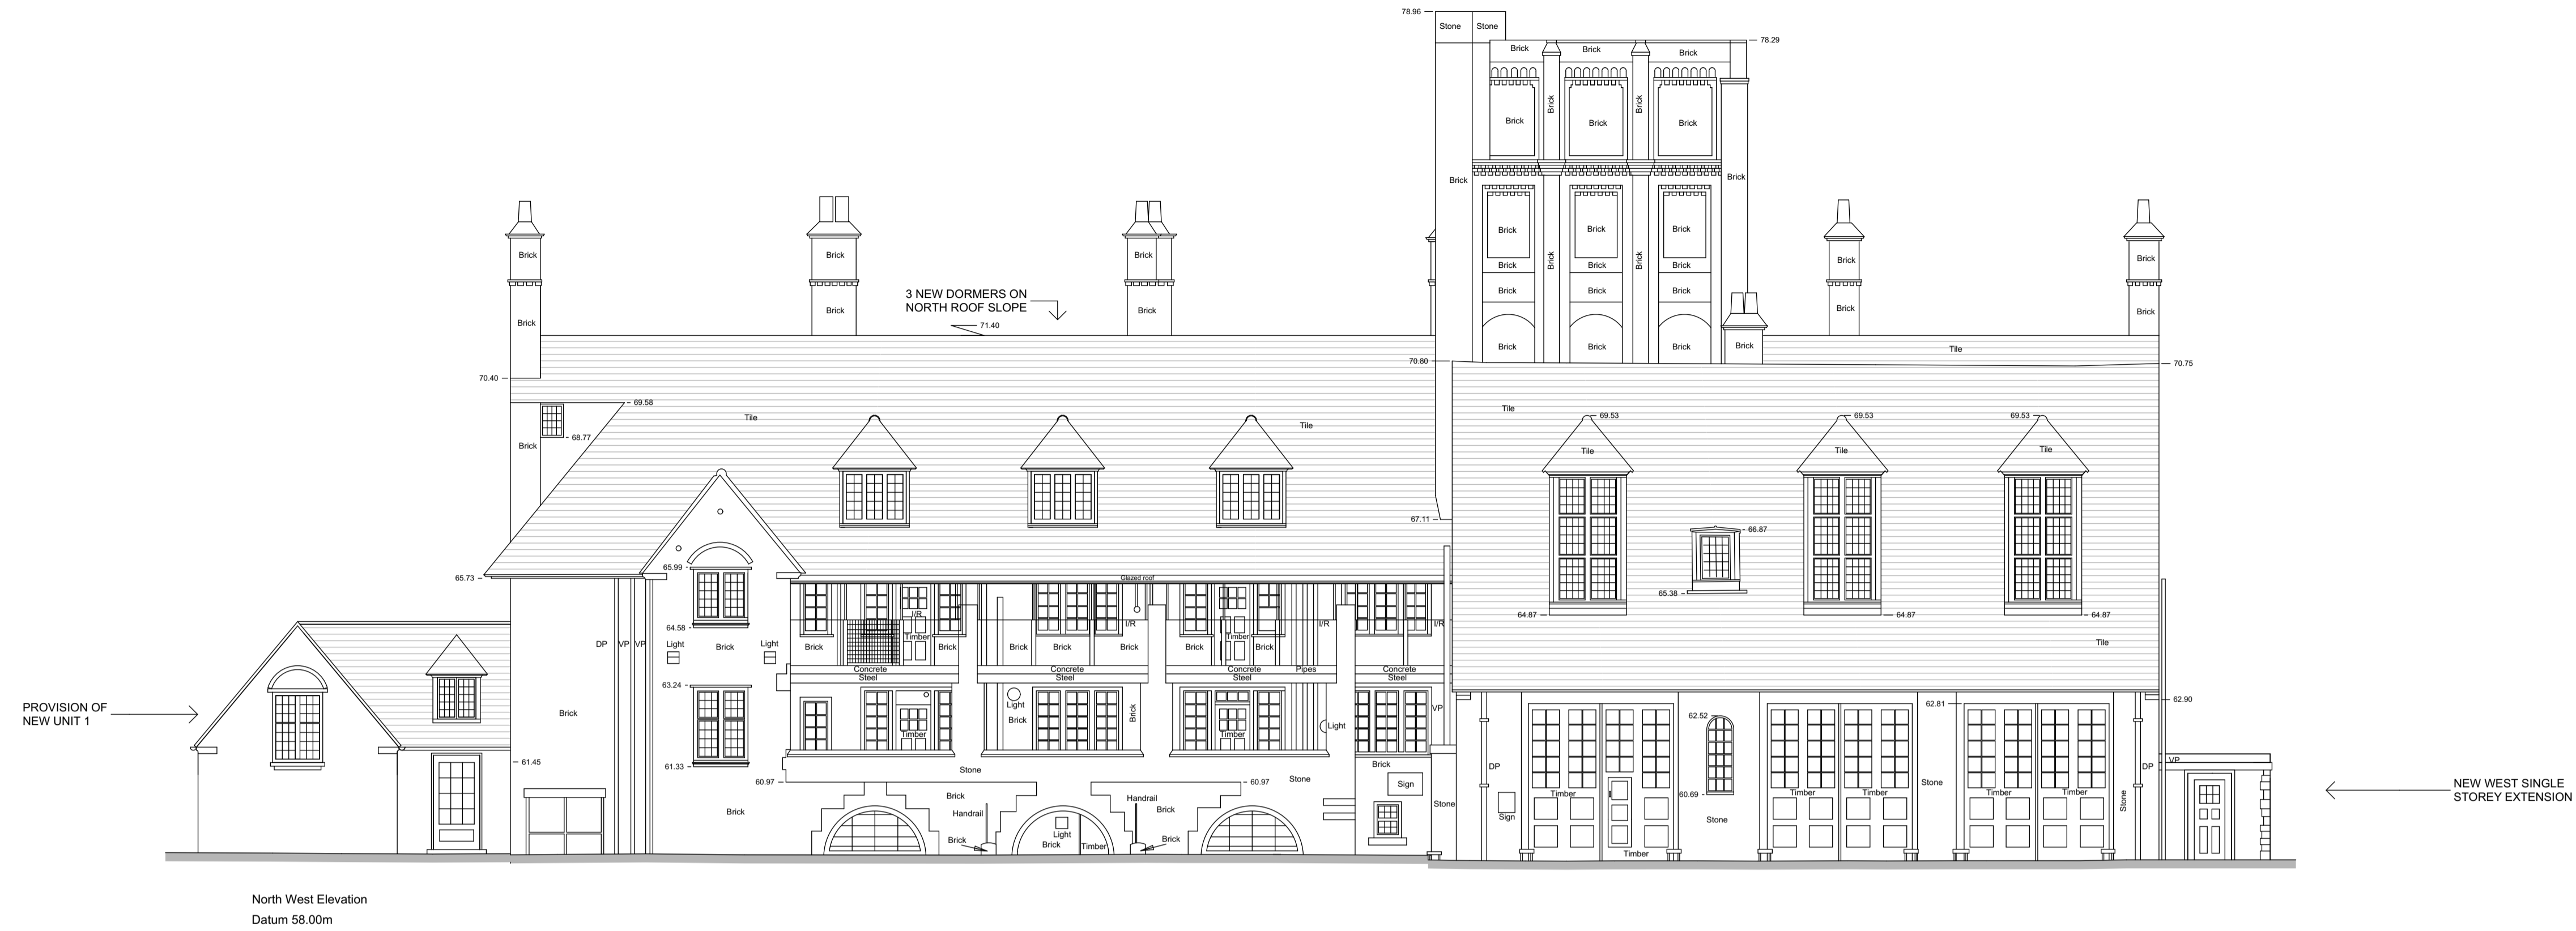 78.96
Stone Stone
78.29
Brick Brick Brick
Brick Brick
Brick Brick Brick
Brick Brick
Brick Brick Brick
Brick Brick
Brick Brick Brick
Brick Brick Brick
Brick Brick Brick Brick
Brick Brick Brick Brick Brick
Brick Brick Brick Brick Brick
Brick
3 NEW DORMERS ON
NORTH ROOF SLOPE
71.40
Tile
70.80
70.75
70.40
69.58
Tile
Tile
Tile
68.77
Brick
69.53 69.53 69.53
Tile Tile Tile
67.11
66.87
65.99
65.73
65.38
Glazed roof
64.87 64.87 64.87
64.58
I/R I/R I/R I/R
Timber Timber
DP VP VP Light Brick Light
Brick Brick Brick Brick Brick Brick Brick
Tile
Concrete Concrete Concrete Pipes Concrete
Steel Steel Steel Steel
63.24
62.90
62.81
62.52
PROVISION OF
NEW UNIT 1
Brick
Light
Brick
Brick
VP
Light
Timber Timber
61.45
61.33
Stone
Stone
Brick
DP
DP
VP
60.97 60.97
Sign
Stone
NEW WEST SINGLE
STOREY EXTENSION
60.69
Timber Timber Timber Timber Timber
Brick
Handrail
Brick
Handrail
Brick
Stone
Sign
Stone
Stone
Light
Brick
Brick
Timber
Brick
Timber
North West Elevation
Datum 58.00m